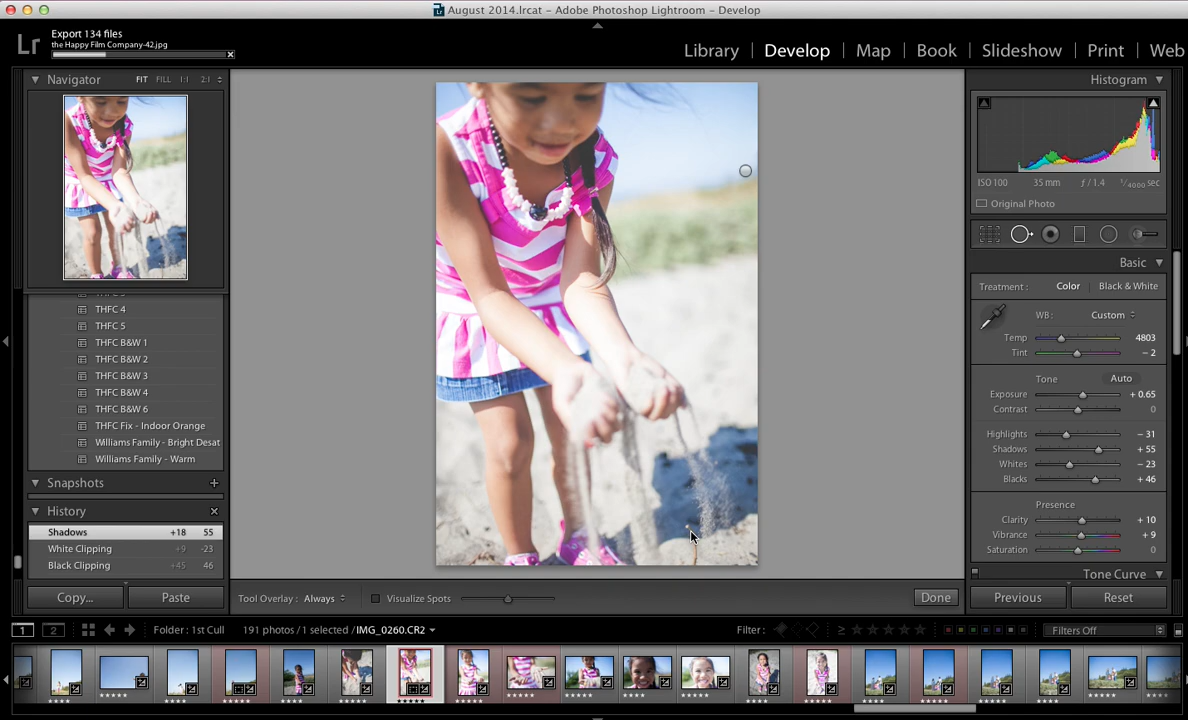 August 2014.lrcat – Adobe Photoshop Lightroom – Develop
Lr
Export 134 files
the Happy Film Company-42.jpg
Library | Develop | Map | Book | Slideshow | Print | Web
Navigator FIT FILL 1:1 2:1
THFC 4
THFC 5
THFC B&W 1
THFC B&W 2
THFC B&W 3
THFC B&W 4
THFC B&W 6
THFC Fix - Indoor Orange
Williams Family - Bright Desat
Williams Family - Warm
Snapshots
History
Shadows +18 55
White Clipping +9 -23
Black Clipping +45 46
Copy... Paste
Tool Overlay : Always Visualize Spots Done
Histogram
ISO 100 35 mm ƒ / 1.4 1/4000 sec
Original Photo
Basic
Treatment : Color Black & White
WB : Custom
Temp 4803
Tint – 2
Tone Auto
Exposure + 0.65
Contrast 0
Highlights – 31
Shadows + 55
Whites – 23
Blacks + 46
Presence
Clarity + 10
Vibrance + 9
Saturation 0
Tone Curve
Previous Reset
1 2 Folder : 1st Cull 191 photos / 1 selected / IMG_0260.CR2 Filter : Filters Off